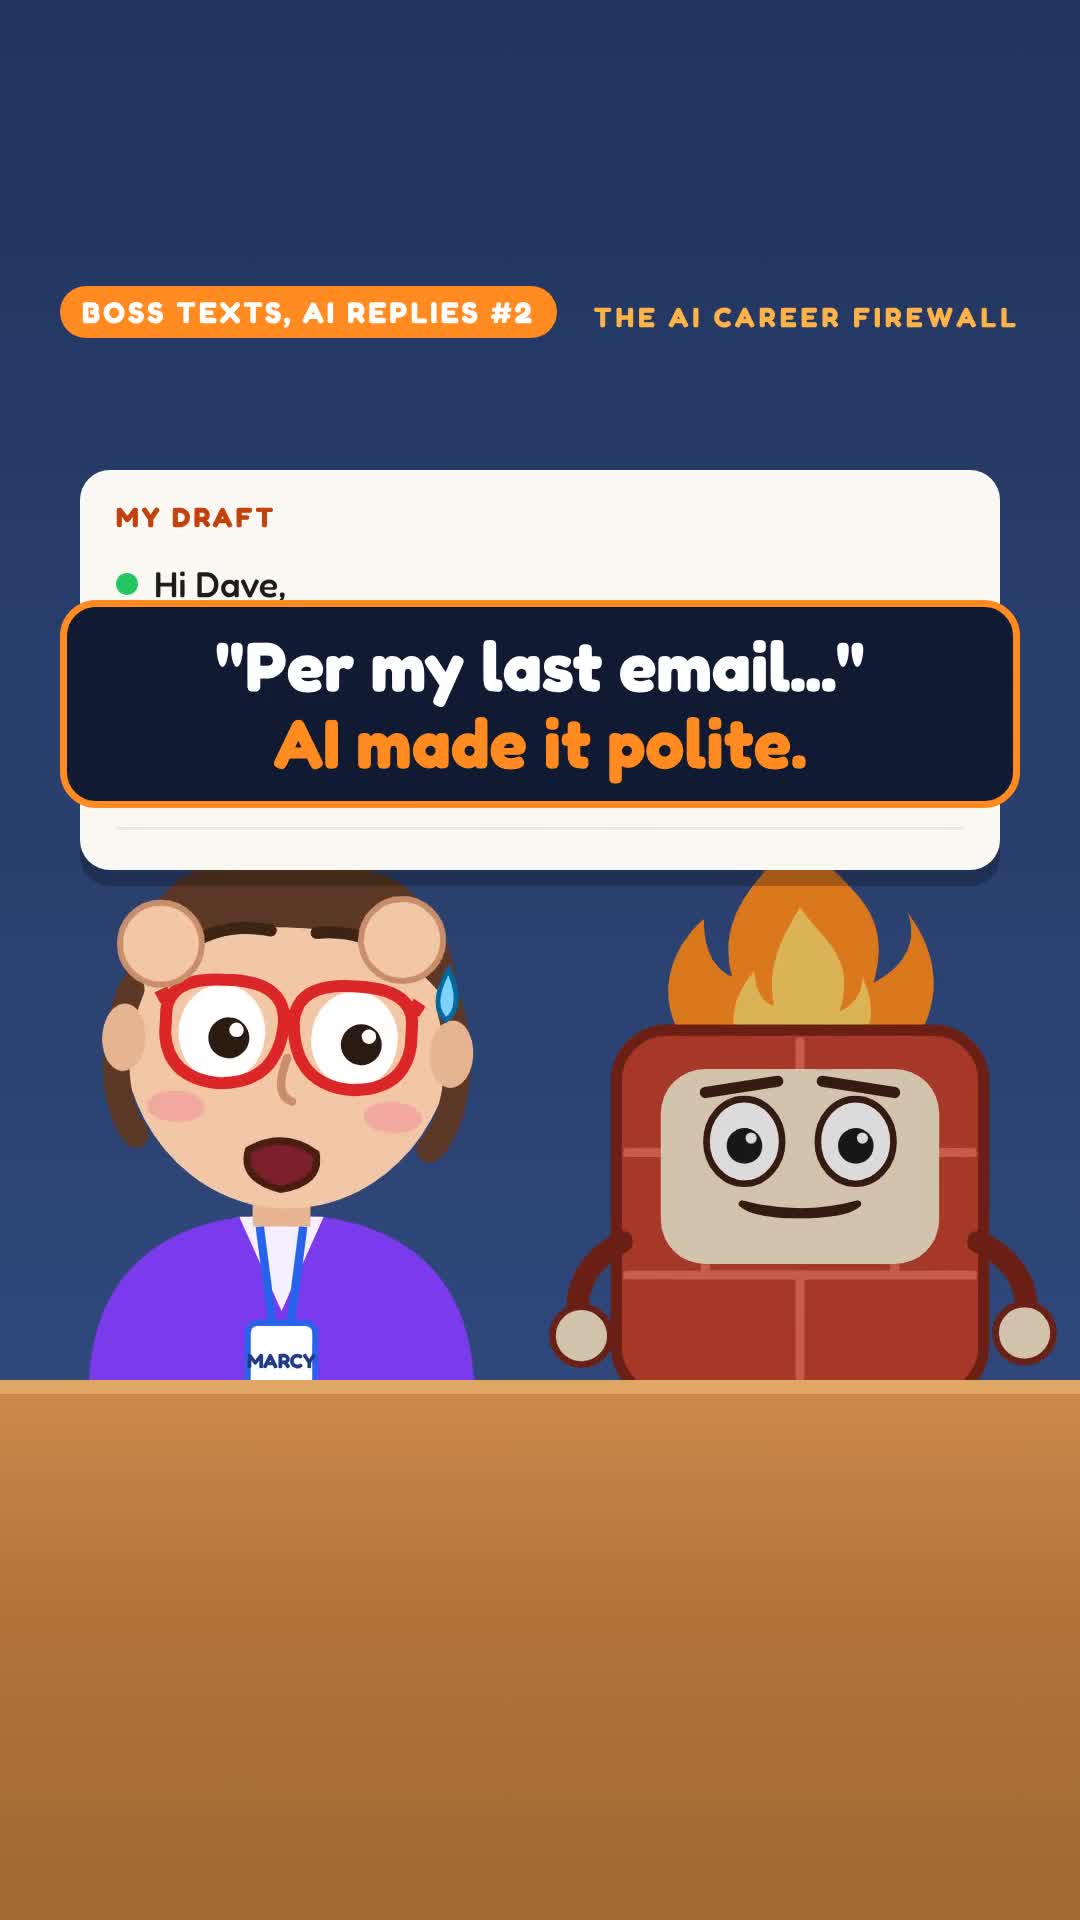 BOSS TEXTS, AI REPLIES #2
THE AI CAREER FIREWALL
MY DRAFT
Hi Dave,
"Per my last email..."
AI made it polite.
MARCY